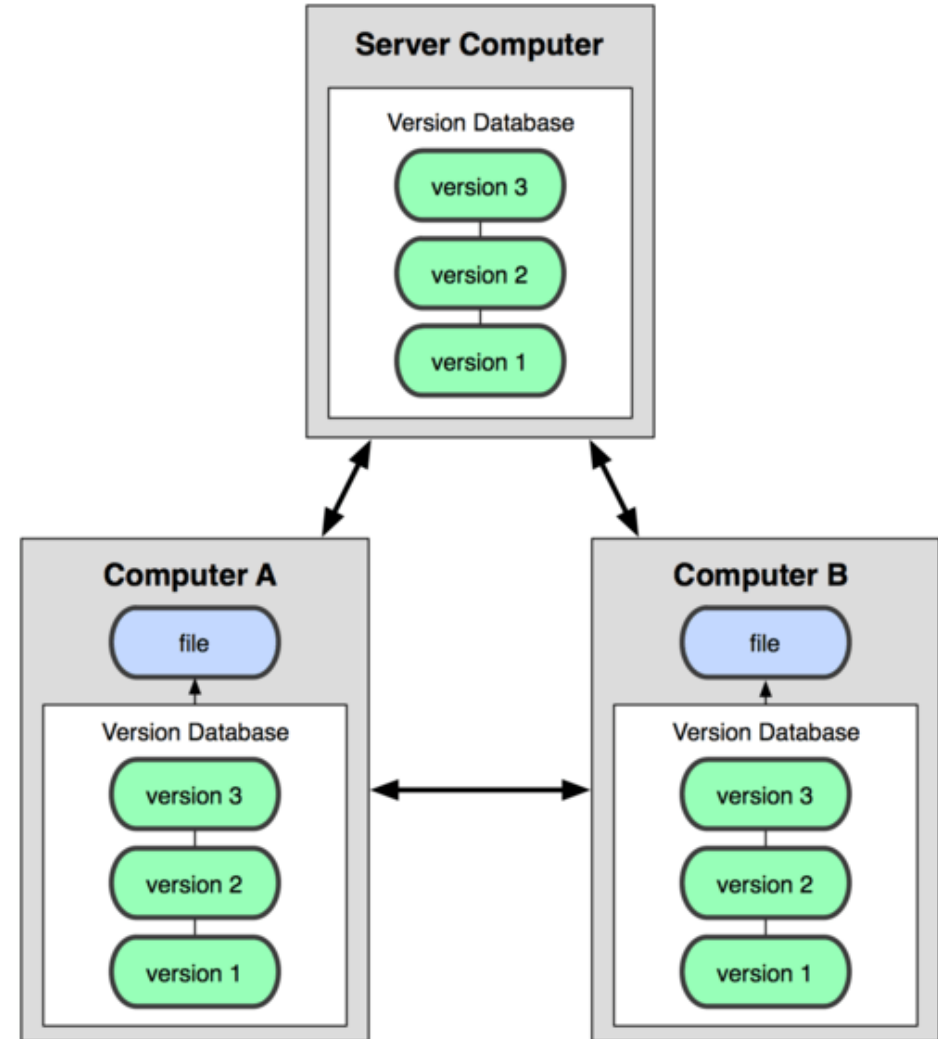 Server Computer
Version Database
version 3
version 2
version 1
Computer A
file
Version Database
version 3
version 2
version 1
Computer B
file
Version Database
version 3
version 2
version 1